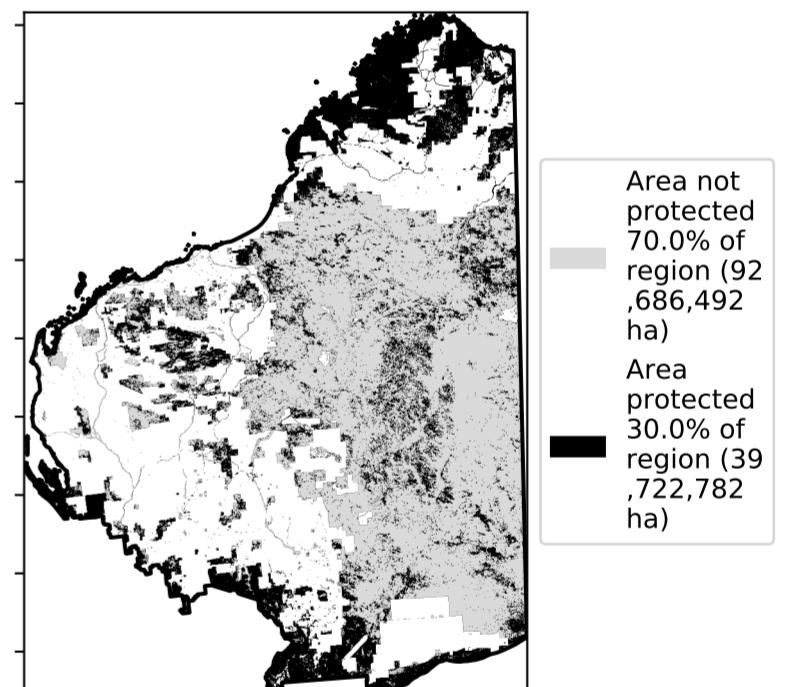 Area not
protected
70.0% of
region (92
,686,492
ha)
Area
protected
30.0% of
region (39
,722,782
ha)